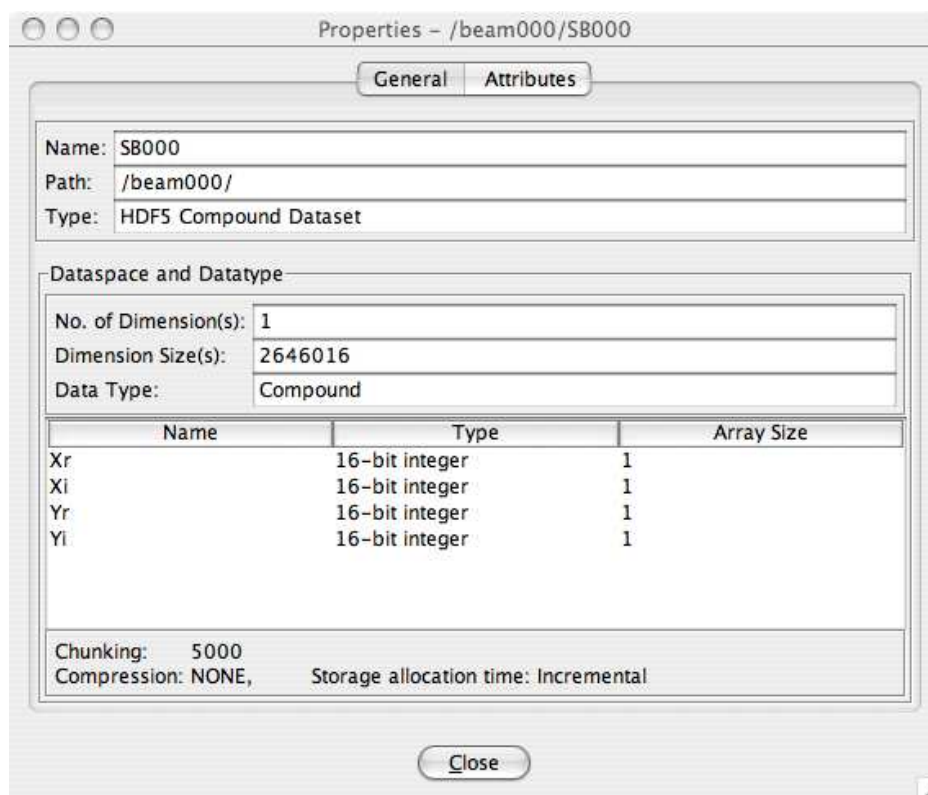 Properties – /beam000/SB000
General Attributes
Name: SB000
Path: /beam000/
Type: HDF5 Compound Dataset
Dataspace and Datatype
No. of Dimension(s): 1
Dimension Size(s): 2646016
Data Type: Compound
Name Type Array Size
Xr 16-bit integer 1
Xi 16-bit integer 1
Yr 16-bit integer 1
Yi 16-bit integer 1
Chunking: 5000
Compression: NONE, Storage allocation time: Incremental
Close